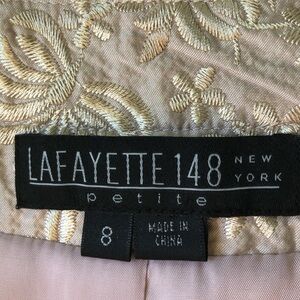 LAFAYETTE 148 NEW YORK
petite
8
MADE IN
CHINA